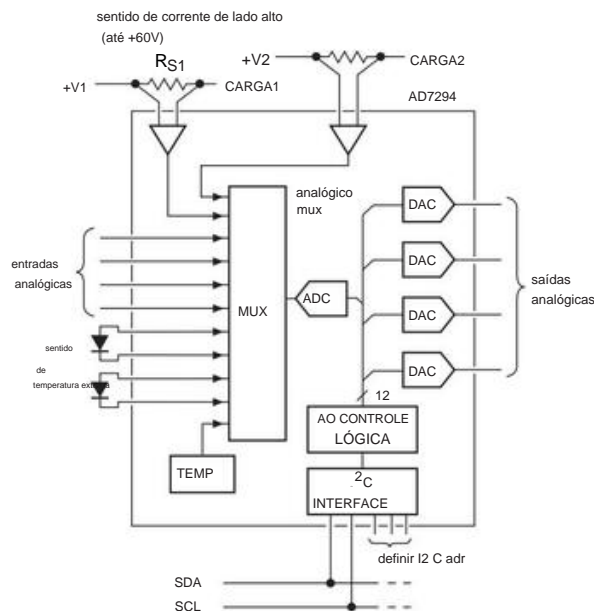 sentido de corrente de lado alto
(até +60V)
RS1
+V1
CARGA1
+V2
CARGA2
AD7294
analógico
mux
entradas
analógicas
MUX
ADC
DAC
DAC
DAC
DAC
saídas
analógicas
sentido
de
temperatura
12
AO CONTROLE
LÓGICA
TEMP
2C
INTERFACE
definir I2 C adr
SDA
SCL